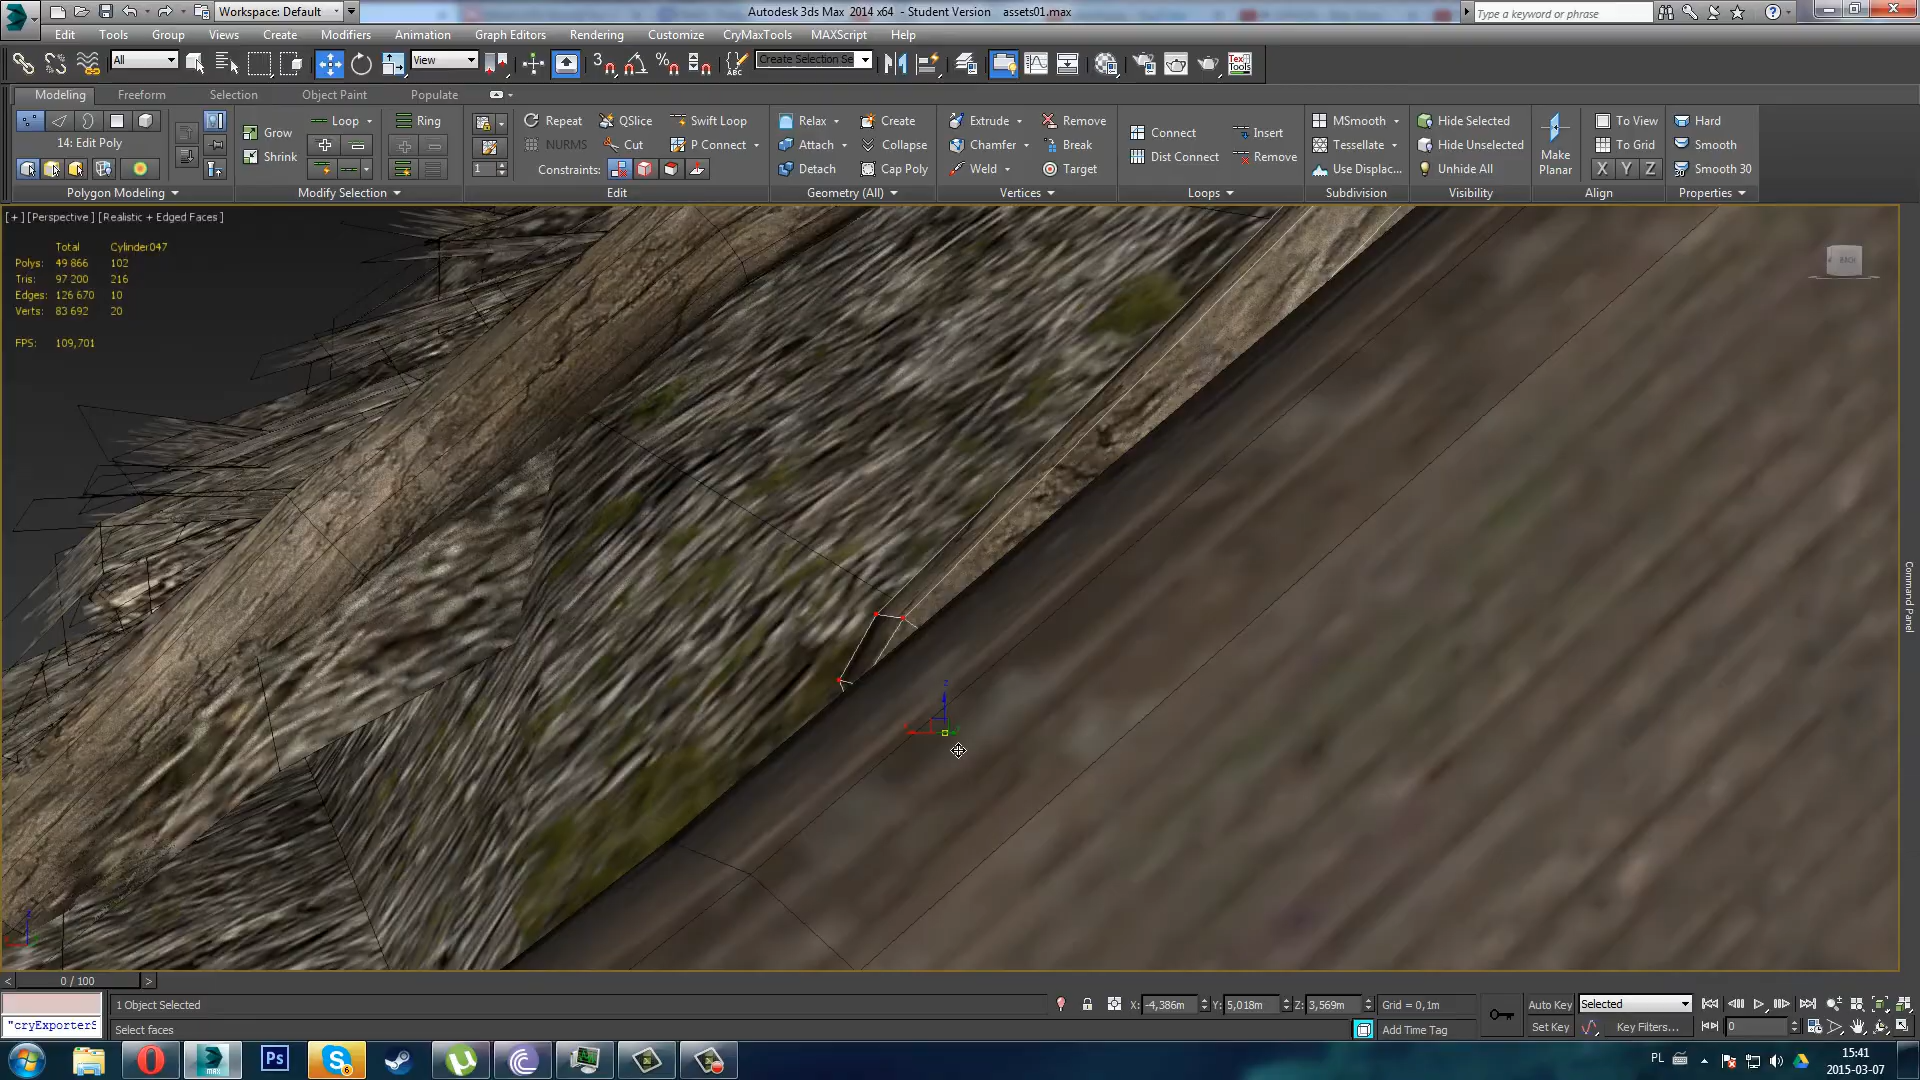 Workspace: Default
Autodesk 3ds Max 2014 x64 - Student Version assets01.max
Type a keyword or phrase
MAX
Edit Tools Group Views Create Modifiers Animation Graph Editors Rendering Customize CryMaxTools MAXScript Help
All View Create Selection Se
Modeling Freeform Selection Object Paint Populate
14: Edit Poly
Grow
Shrink
Loop Ring
Repeat QSlice Swift Loop
NURMS Cut P Connect
1 Constraints:
Relax Create
Attach Collapse
Detach Cap Poly
Extrude Remove
Chamfer Break
Weld Target
Connect Insert
Dist Connect Remove
MSmooth
Tessellate
Use Displac...
Hide Selected
Hide Unselected
Unhide All
Make
Planar
To View
To Grid
X Y Z
Hard
Smooth
Smooth 30
Polygon Modeling Modify Selection Edit Geometry (All) Vertices Loops Subdivision Visibility Align Properties
[+][Perspective][Realistic + Edged Faces]
BACK
Total Cylinder047
Polys: 49 866 102
Tris: 97 200 216
Edges: 126 670 10
Verts: 83 692 20
FPS: 109,701
Command Panel
0 / 100
1 Object Selected
X: -4,386m Y: 5,018m Z: 3,569m Grid = 0,1m
Auto Key Selected
"cryExporterS
Select faces
Add Time Tag
Set Key Key Filters... 0
PL
15:41
2015-03-07